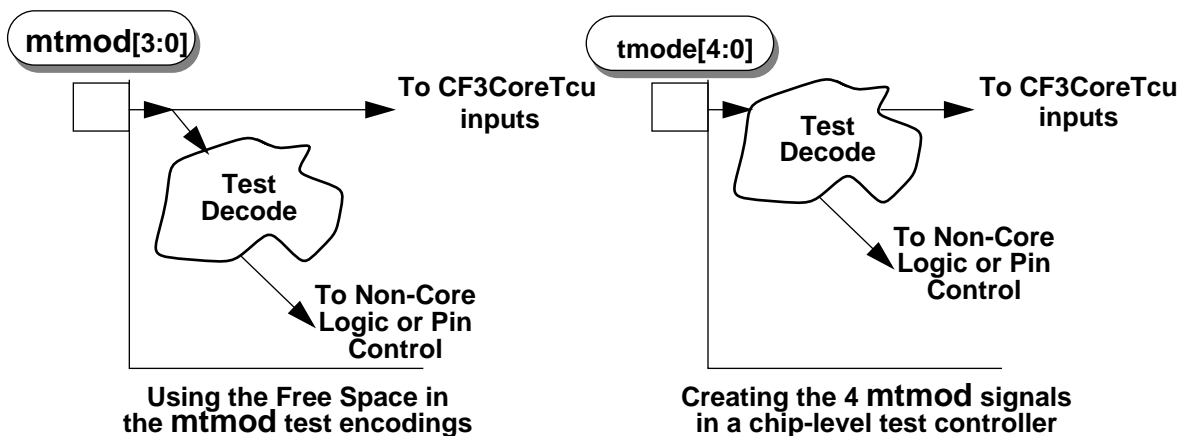 mtmod[3:0]
To CF3CoreTcu
inputs
Test
Decode
To Non-Core
Logic or Pin
Control
Using the Free Space in
the mtmod test encodings
tmode[4:0]
To CF3CoreTcu
inputs
Test
Decode
To Non-Core
Logic or Pin
Control
Creating the 4 mtmod signals
in a chip-level test controller